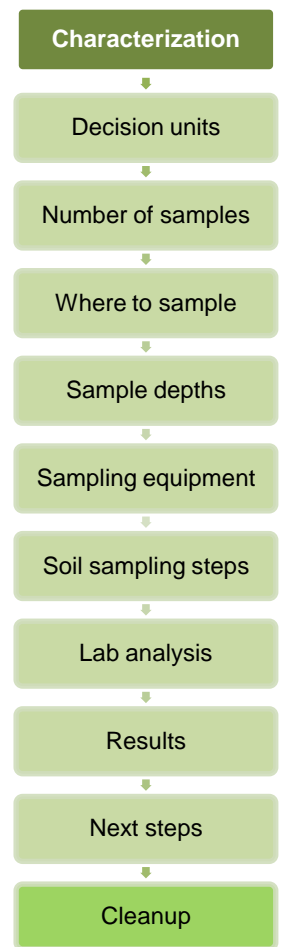 Characterization
Decision units
Number of samples
Where to sample
Sample depths
Sampling equipment
Soil sampling steps
Lab analysis
Results
Next steps
Cleanup